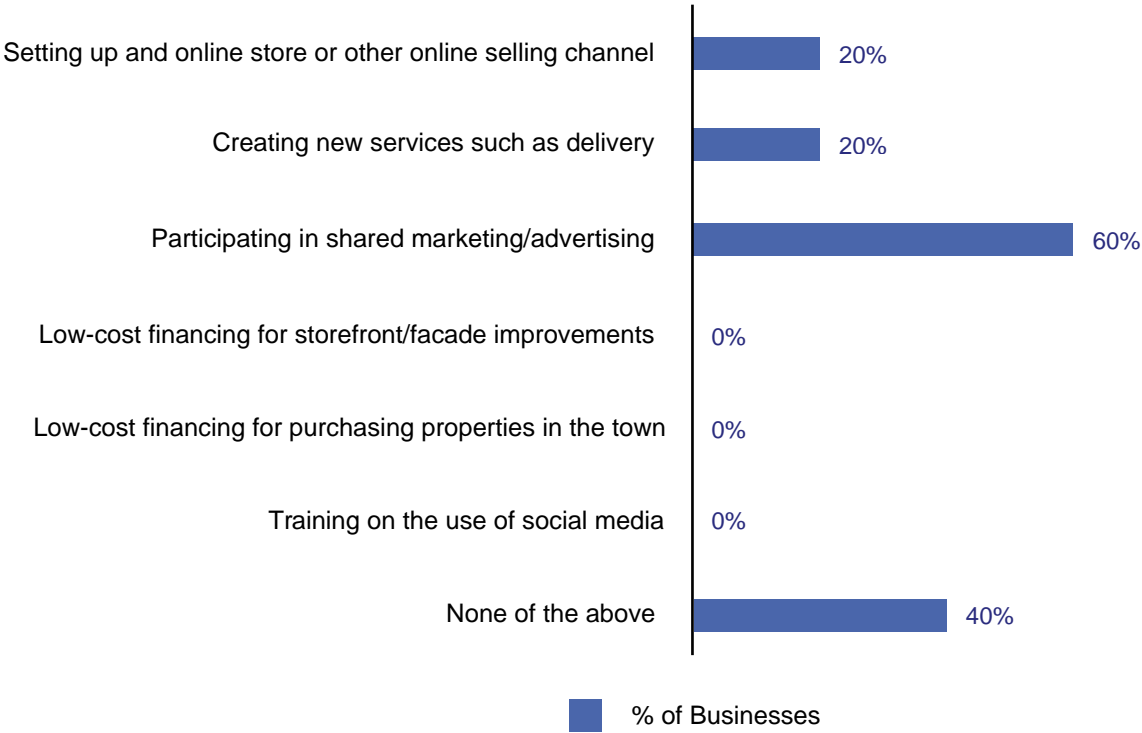 Setting up and online store or other online selling channel 20%
Creating new services such as delivery 20%
Participating in shared marketing/advertising 60%
Low-cost financing for storefront/facade improvements 0%
Low-cost financing for purchasing properties in the town 0%
Training on the use of social media 0%
None of the above 40%
% of Businesses